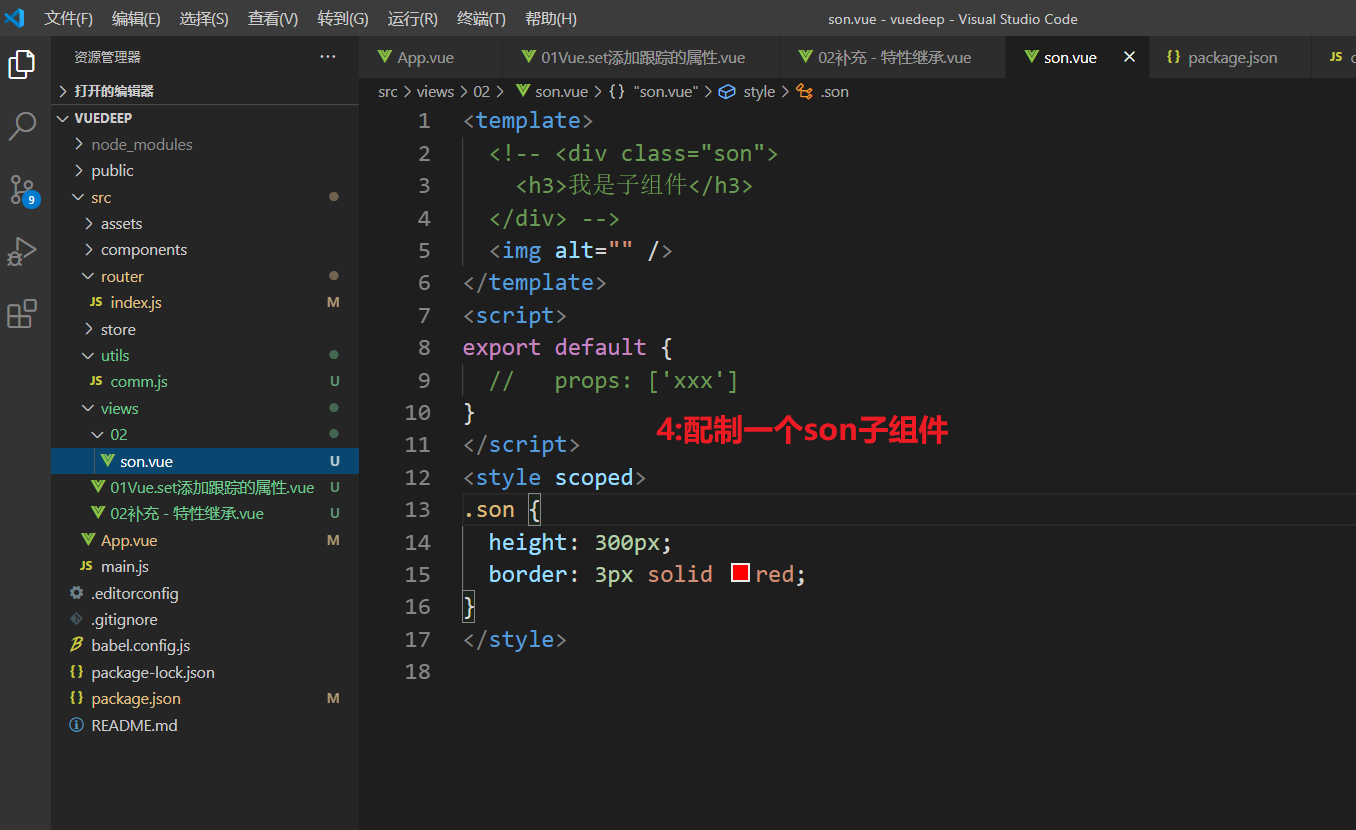 文件(F) 编辑(E) 选择(S) 查看(V) 转到(G) 运行(R) 终端(T) 帮助(H) son.vue - vuedeep - Visual Studio Code
资源管理器 ···
打开的编辑器
VUEDEEP
node_modules
public
src
assets
components
router
JS index.js M
store
utils
JS comm.js U
views
02
son.vue U
01Vue.set添加跟踪的属性.vue U
02补充 - 特性继承.vue U
App.vue M
JS main.js
.editorconfig
.gitignore
babel.config.js
{} package-lock.json
{} package.json M
README.md
9
App.vue 01Vue.set添加跟踪的属性.vue 02补充 - 特性继承.vue son.vue {} package.json JS
src > views > 02 > son.vue > {} "son.vue" > style > .son
1 <template>
2 <!-- <div class="son">
3 <h3>我是子组件</h3>
4 </div> -->
5 <img alt="" />
6 </template>
7 <script>
8 export default {
9 // props: ['xxx']
10 }
11 </script>
12 <style scoped>
13 .son {
14 height: 300px;
15 border: 3px solid red;
16 }
17 </style>
18
4:配制一个son子组件